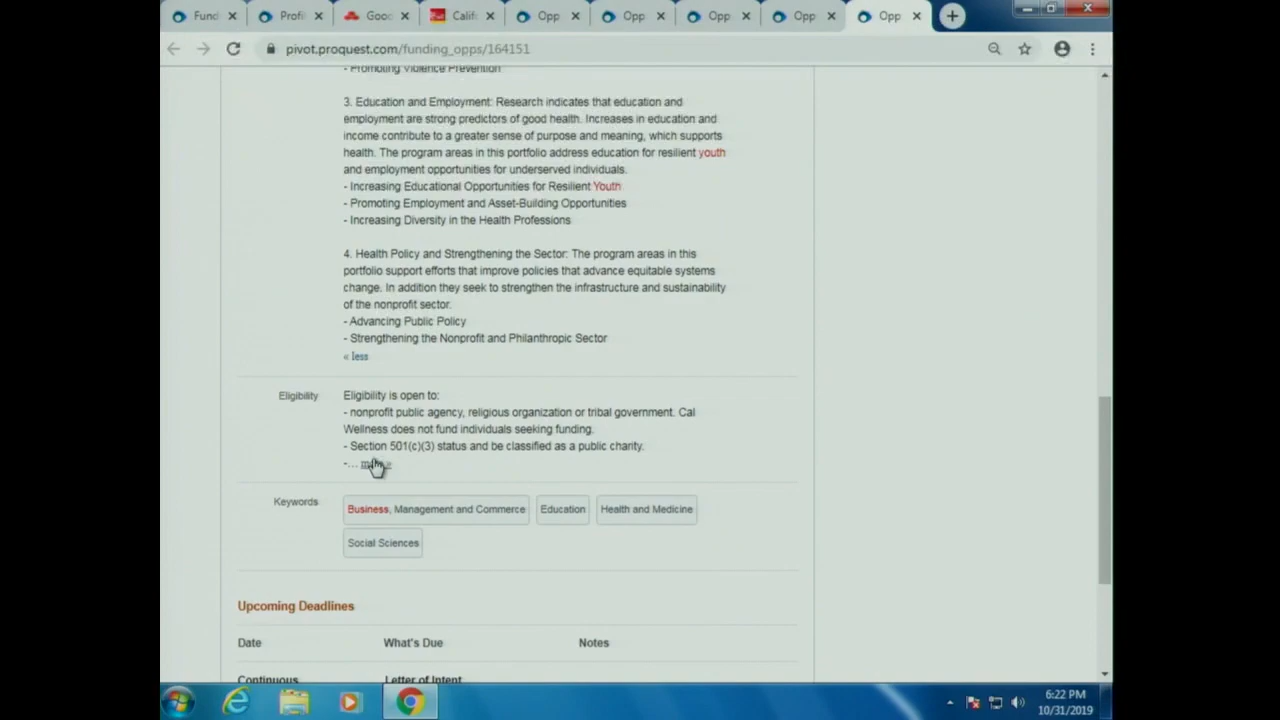 Fund
Profi
Goo
Calif
Opp
Opp
Opp
Opp
Opp
pivot.proquest.com/funding_opps/164151
- Promoting Violence Prevention
3. Education and Employment: Research indicates that education and
employment are strong predictors of good health. Increases in education and
income contribute to a greater sense of purpose and meaning, which supports
health. The program areas in this portfolio address education for resilient youth
and employment opportunities for underserved individuals.
- Increasing Educational Opportunities for Resilient Youth
- Promoting Employment and Asset-Building Opportunities
- Increasing Diversity in the Health Professions
4. Health Policy and Strengthening the Sector: The program areas in this
portfolio support efforts that improve policies that advance equitable systems
change. In addition they seek to strengthen the infrastructure and sustainability
of the nonprofit sector.
- Advancing Public Policy
- Strengthening the Nonprofit and Philanthropic Sector
« less
Eligibility
Eligibility is open to:
- nonprofit public agency, religious organization or tribal government. Cal
Wellness does not fund individuals seeking funding.
- Section 501(c)(3) status and be classified as a public charity.
-...
Keywords
Business, Management and Commerce
Education
Health and Medicine
Social Sciences
Upcoming Deadlines
Date
What's Due
Notes
Continuous
Letter of Intent
6:22 PM
10/31/2019